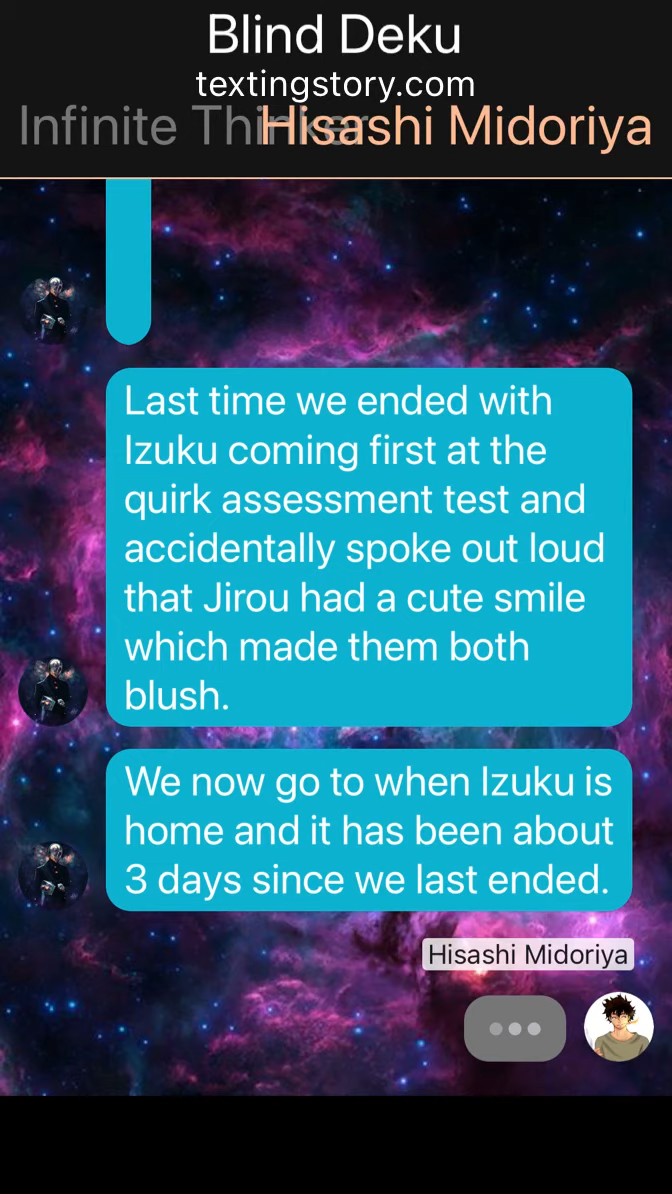 Blind Deku
textingstory.com
Infinite Thinker Hisashi Midoriya
Last time we ended with
Izuku coming first at the
quirk assessment test and
accidentally spoke out loud
that Jirou had a cute smile
which made them both
blush.
We now go to when Izuku is
home and it has been about
3 days since we last ended.
Hisashi Midoriya